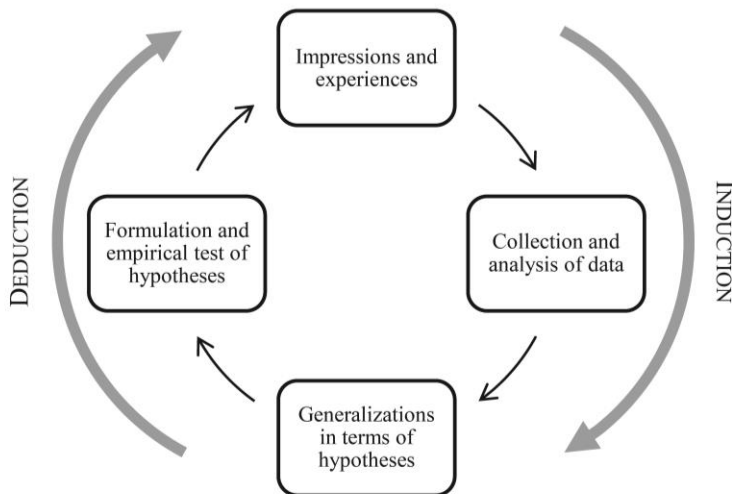 Impressions and
experiences
DEDUCTION
Formulation and
empirical test of
hypotheses
Collection and
analysis of data
INDUCTION
Generalizations
in terms of
hypotheses